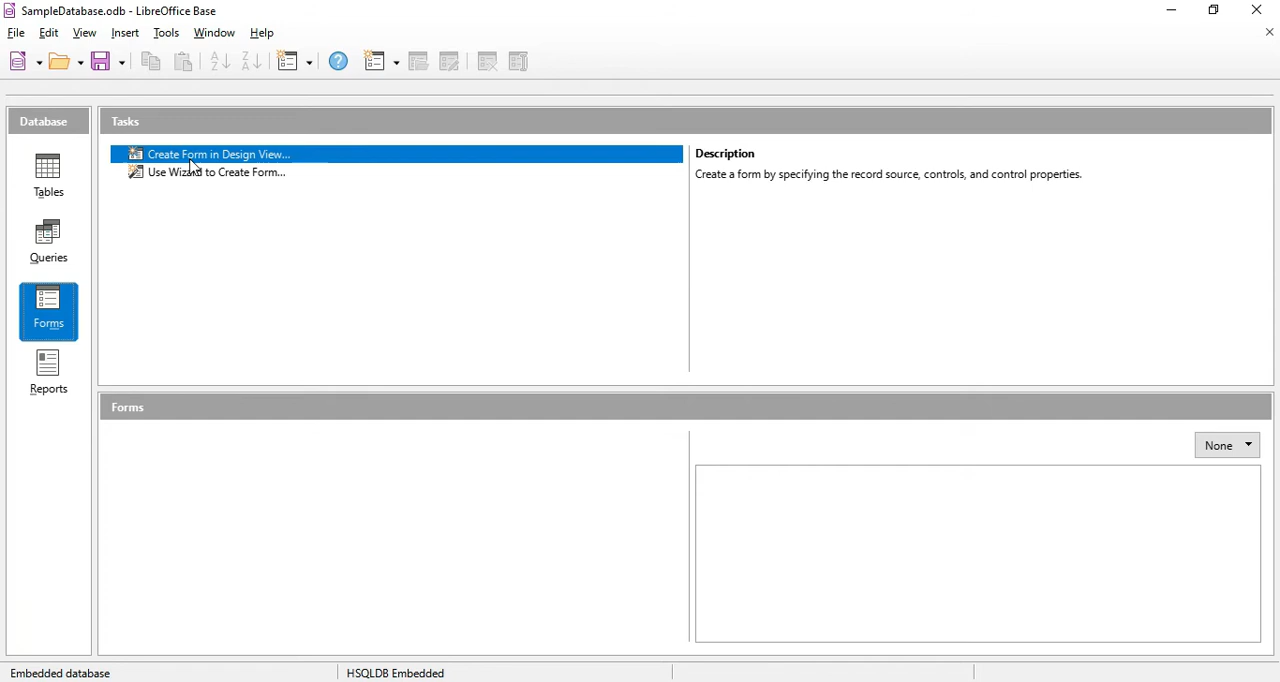 SampleDatabase.odb - LibreOffice Base
File Edit View Insert Tools Window Help
Database
Tasks
Create Form in Design View...
Description
Use Wizard to Create Form...
Create a form by specifying the record source, controls, and control properties.
Tables
Queries
Forms
Reports
Forms
None
Embedded database
HSQLDB Embedded